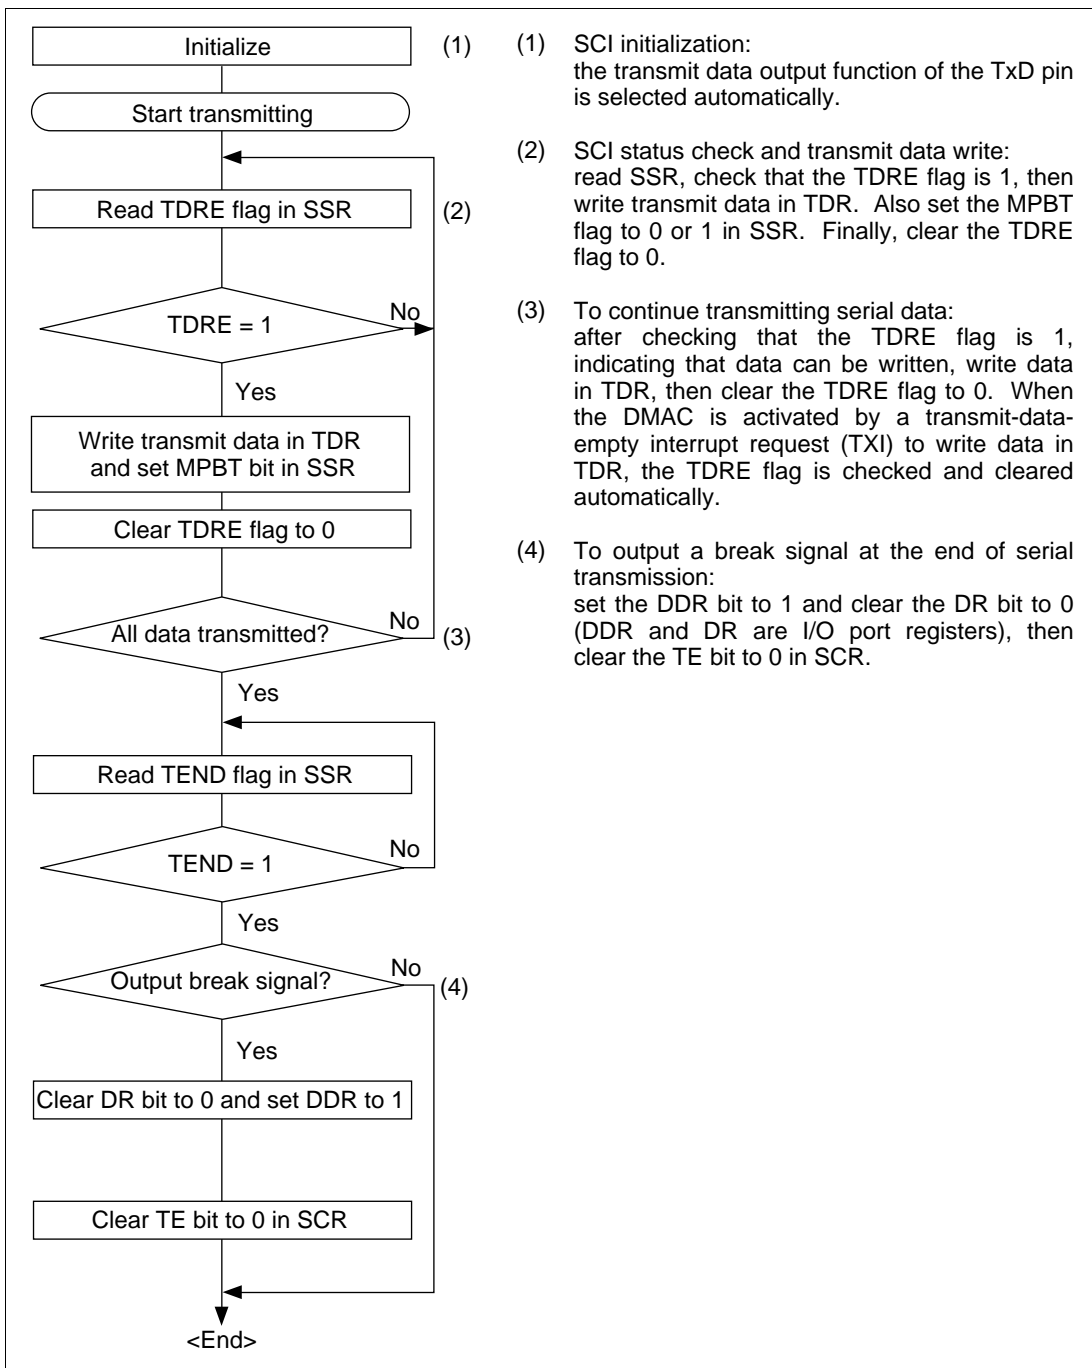 Initialize
(1)
Start transmitting
Read TDRE flag in SSR
(2)
TDRE = 1
No
Yes
Write transmit data in TDR
and set MPBT bit in SSR
Clear TDRE flag to 0
All data transmitted?
No
(3)
Yes
Read TEND flag in SSR
TEND = 1
No
Yes
Output break signal?
No
(4)
Yes
Clear DR bit to 0 and set DDR to 1
Clear TE bit to 0 in SCR
<End>
(1) SCI initialization:
the transmit data output function of the TxD pin
is selected automatically.
(2) SCI status check and transmit data write:
read SSR, check that the TDRE flag is 1, then
write transmit data in TDR. Also set the MPBT
flag to 0 or 1 in SSR. Finally, clear the TDRE
flag to 0.
(3) To continue transmitting serial data:
after checking that the TDRE flag is 1,
indicating that data can be written, write data
in TDR, then clear the TDRE flag to 0. When
the DMAC is activated by a transmit-data-
empty interrupt request (TXI) to write data in
TDR, the TDRE flag is checked and cleared
automatically.
(4) To output a break signal at the end of serial
transmission:
set the DDR bit to 1 and clear the DR bit to 0
(DDR and DR are I/O port registers), then
clear the TE bit to 0 in SCR.